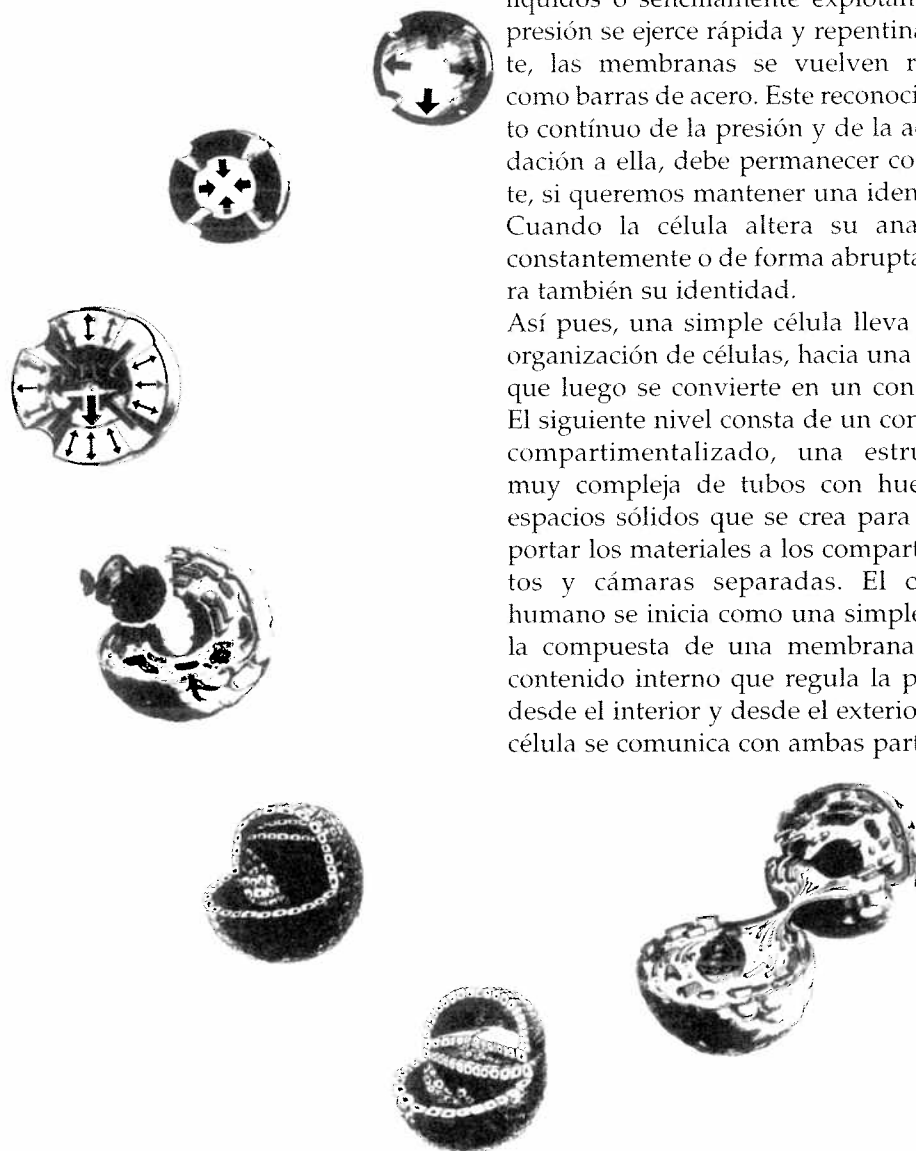 líquidos o sencillamente explotan
presión se ejerce rápida y repentina
te, las membranas se vuelven r
como barras de acero. Este reconoci
to contínuo de la presión y de la a
dación a ella, debe permanecer co
te, si queremos mantener una iden
Cuando la célula altera su ana
constantemente o de forma abrupta
ra también su identidad.
Así pues, una simple célula lleva
organización de células, hacia una
que luego se convierte en un con
El siguiente nivel consta de un con
compartimentalizado, una estru
muy compleja de tubos con hue
espacios sólidos que se crea para
portar los materiales a los compart
tos y cámaras separadas. El c
humano se inicia como una simple
la compuesta de una membrana
contenido interno que regula la p
desde el interior y desde el exterio
célula se comunica con ambas part